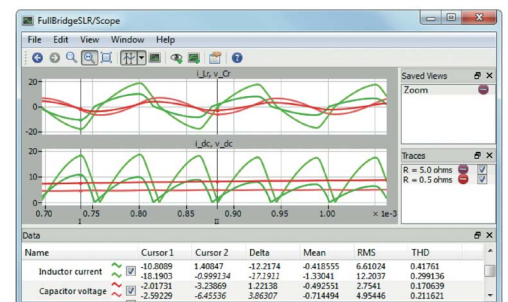 FullBridgeSLR/Scope
File Edit View Window Help
i_Lr, v_Cr
20
0
-20
Saved Views
Zoom
i_dc, v_dc
20
10
0
0.70 0.75 0.80 0.85 0.90 0.95 1.00 × 1e-3
I II
Traces
R = 5.0 ohms
R = 0.5 ohms
Data
Name Cursor 1 Cursor 2 Delta Mean RMS THD
Inductor current -10.8089 1.40847 -12.2174 -0.418555 6.61024 0.41761
-18.1903 -0.999134 -17.1911 -1.33041 12.2037 0.299136
Capacitor voltage -2.01731 -3.23869 1.22138 -0.492551 2.7541 0.170639
-2.59229 -6.45536 3.86307 -0.714494 4.95446 0.211621